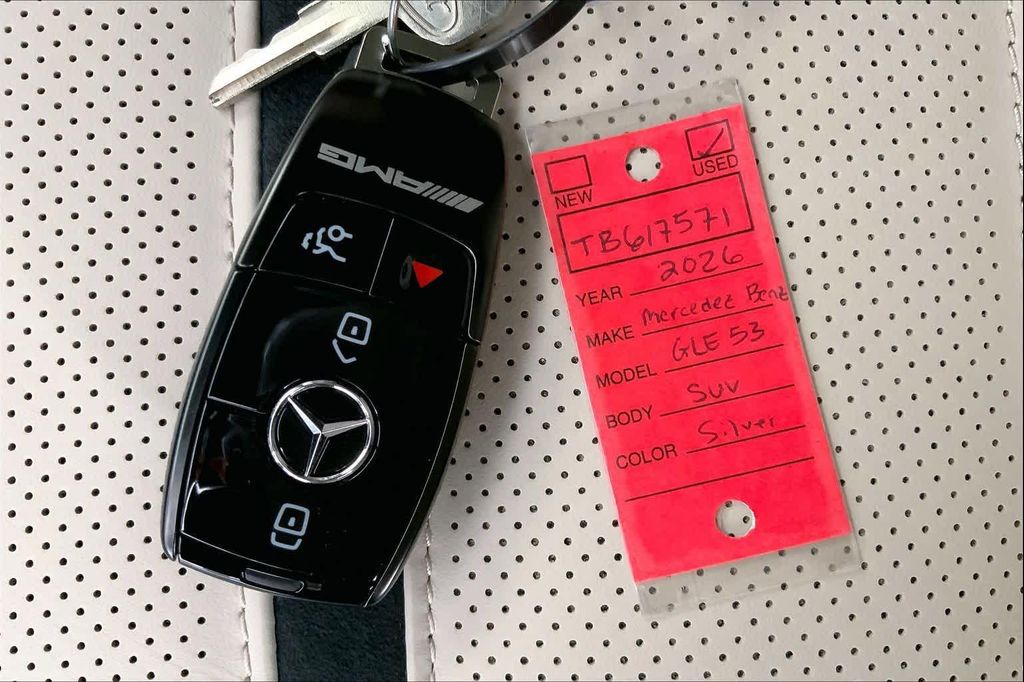 AMG
NEW
USED
TB617571
YEAR 2026
MAKE Mercedez Benz
MODEL GLE 53
BODY SUV
COLOR Silver